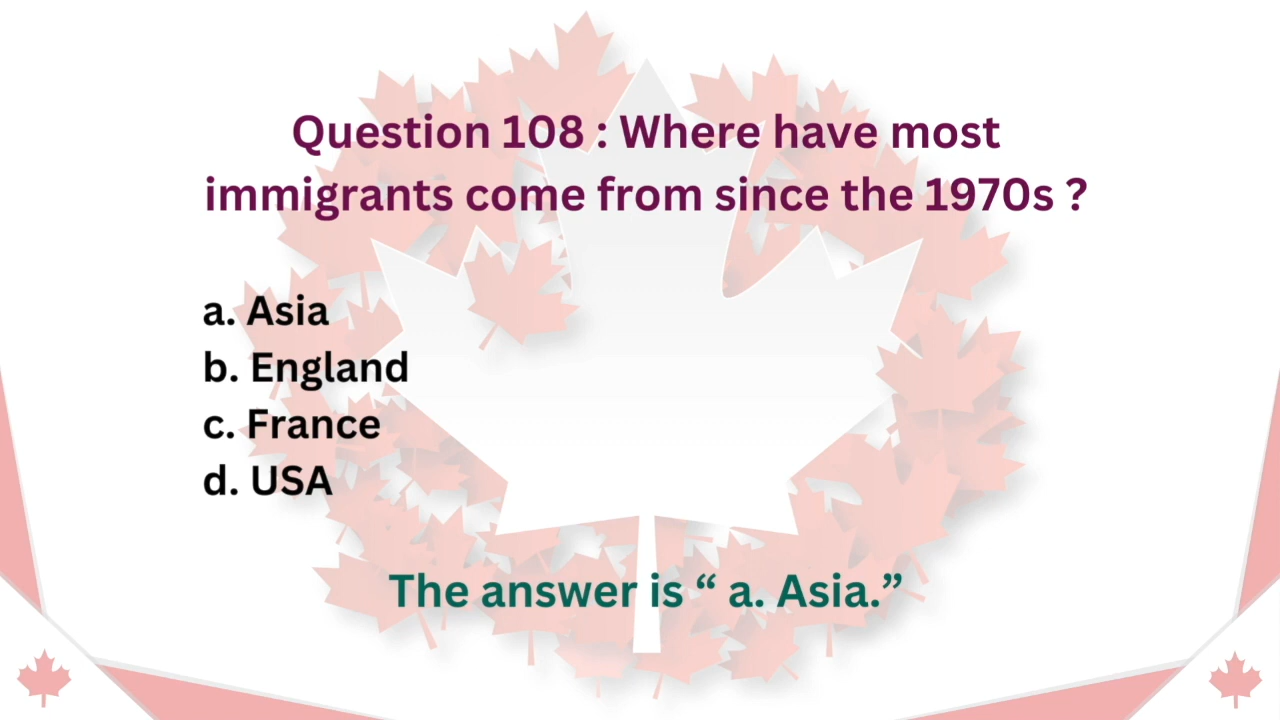 Question 108 : Where have most
immigrants come from since the 1970s ?
a. Asia
b. England
c. France
d. USA
The answer is “ a. Asia.”